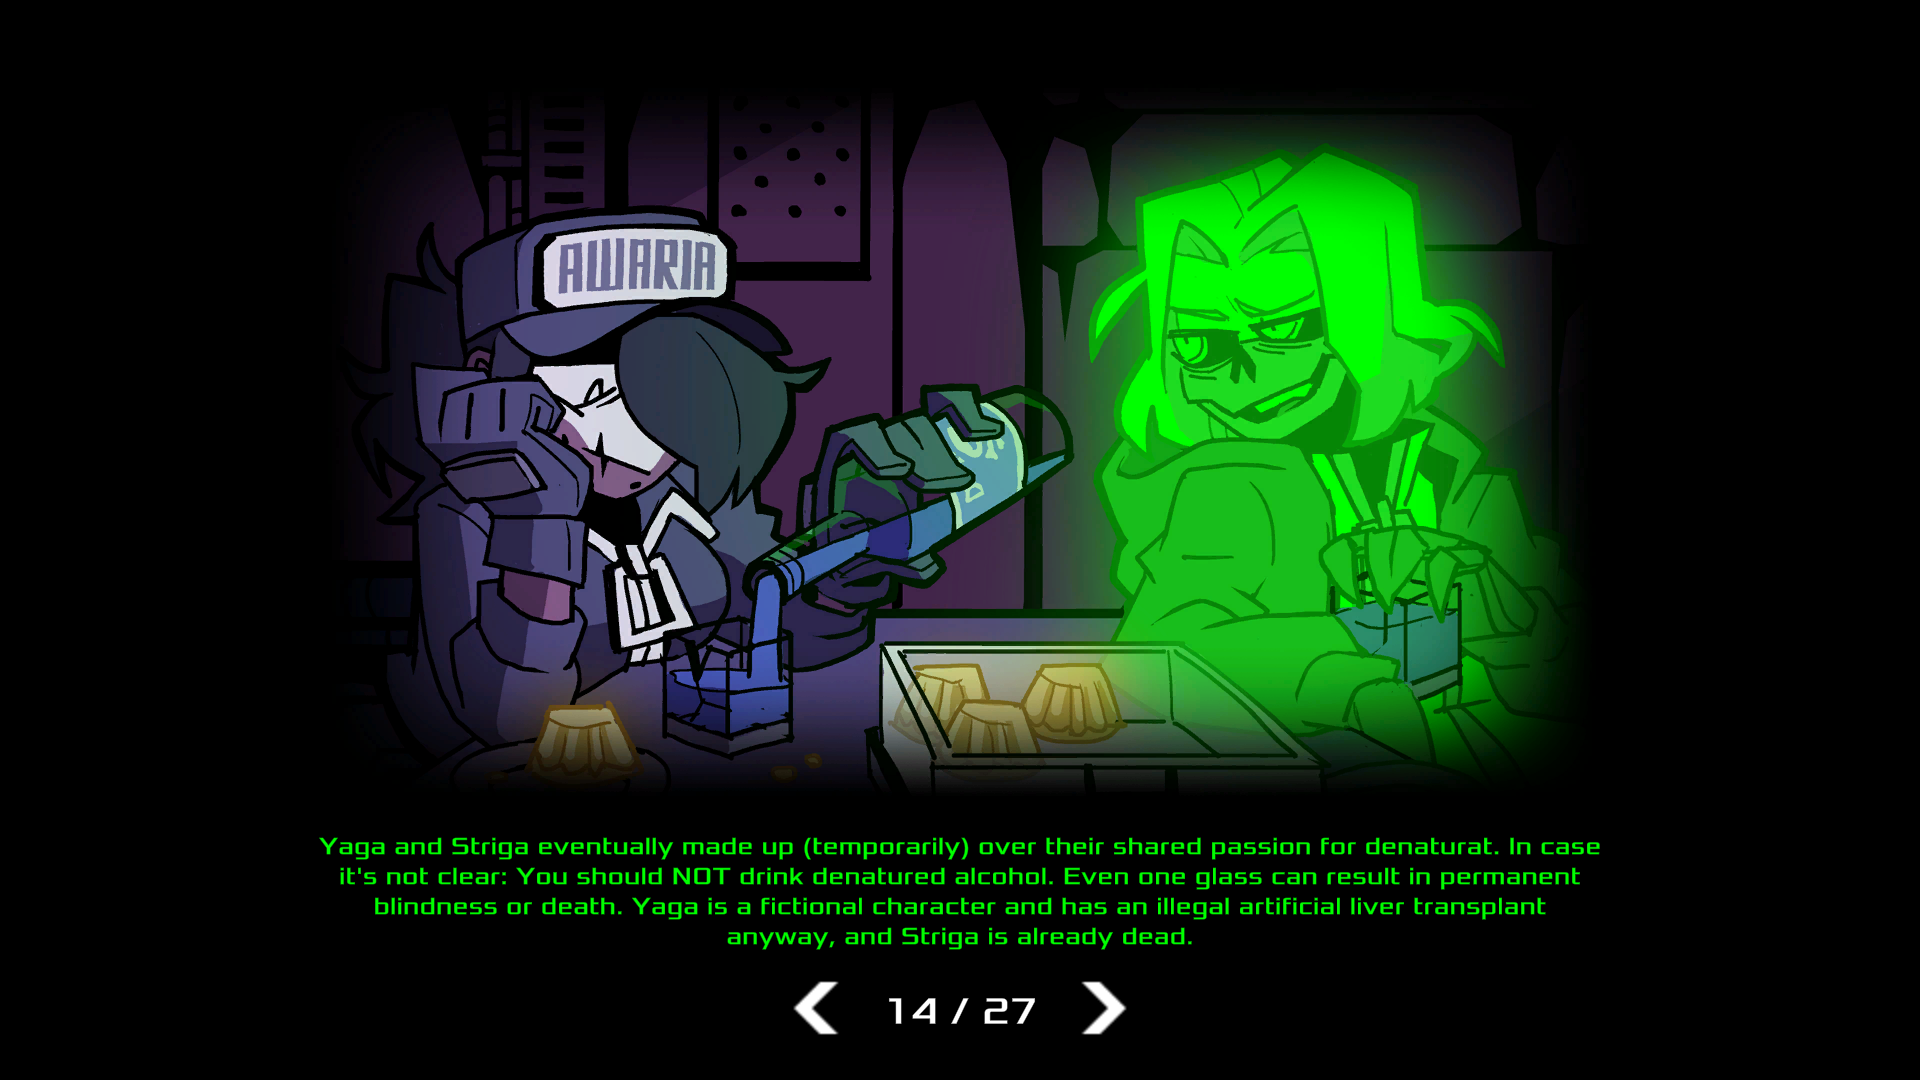 AWARIA
Yaga and Striga eventually made up (temporarily) over their shared passion for denaturat. In case
it's not clear: You should NOT drink denatured alcohol. Even one glass can result in permanent
blindness or death. Yaga is a fictional character and has an illegal artificial liver transplant
anyway, and Striga is already dead.
14 / 27